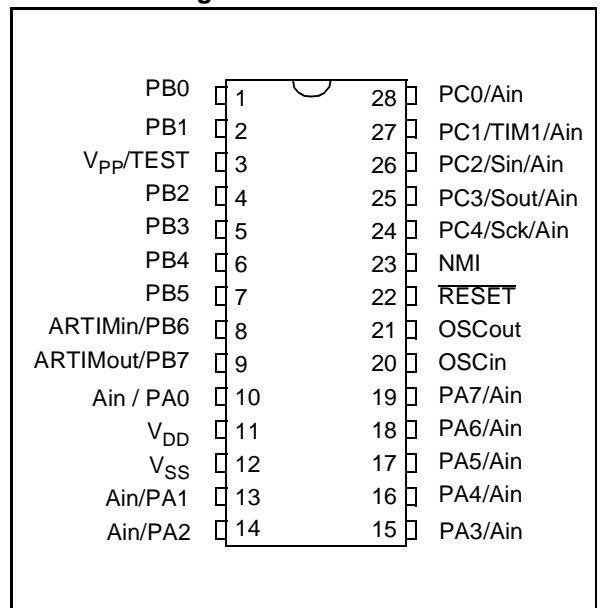 PB0 1 28 PC0/Ain
PB1 2 27 PC1/TIM1/Ain
VPP/TEST 3 26 PC2/Sin/Ain
PB2 4 25 PC3/Sout/Ain
PB3 5 24 PC4/Sck/Ain
PB4 6 23 NMI
PB5 7 22 RESET
ARTIMin/PB6 8 21 OSCout
ARTIMout/PB7 9 20 OSCin
Ain / PA0 10 19 PA7/Ain
VDD 11 18 PA6/Ain
VSS 12 17 PA5/Ain
Ain/PA1 13 16 PA4/Ain
Ain/PA2 14 15 PA3/Ain